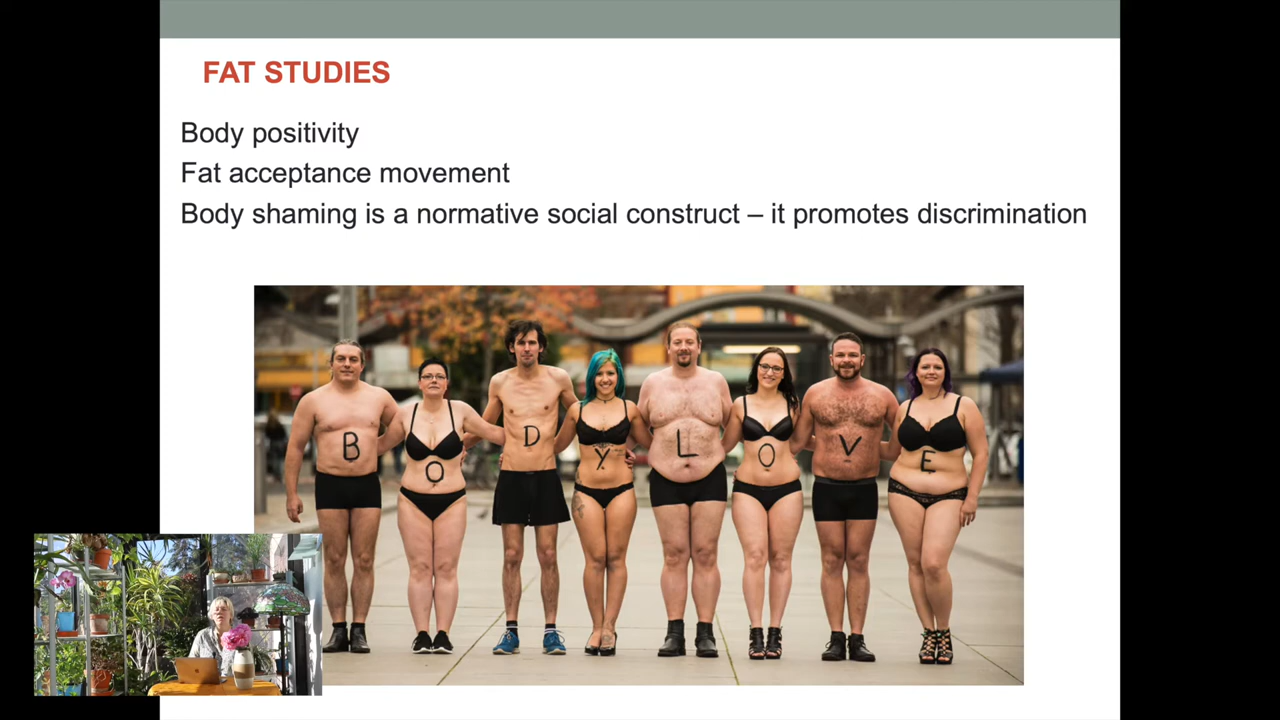 FAT STUDIES
Body positivity
Fat acceptance movement
Body shaming is a normative social construct – it promotes discrimination
B O D Y L O V E